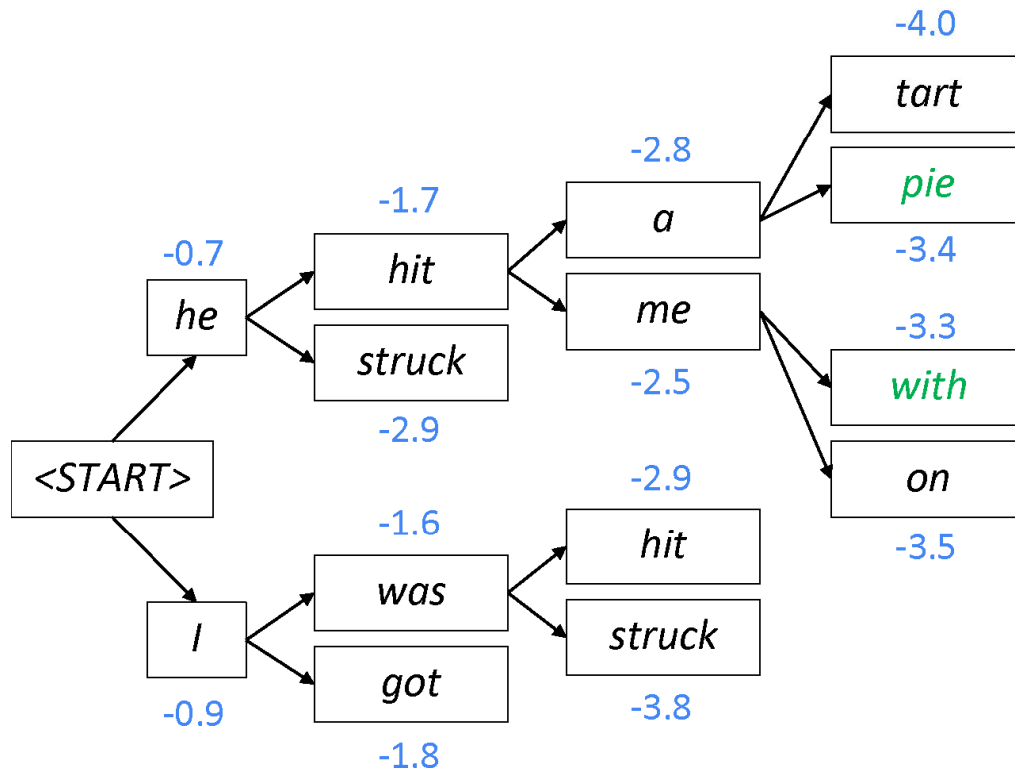 -4.0
tart
-2.8
pie
-1.7
a
-3.4
-0.7
hit
he
me
-3.3
struck
with
-2.5
-2.9
<START>
-2.9
on
-1.6
hit
-3.5
was
I
struck
got
-0.9
-3.8
-1.8